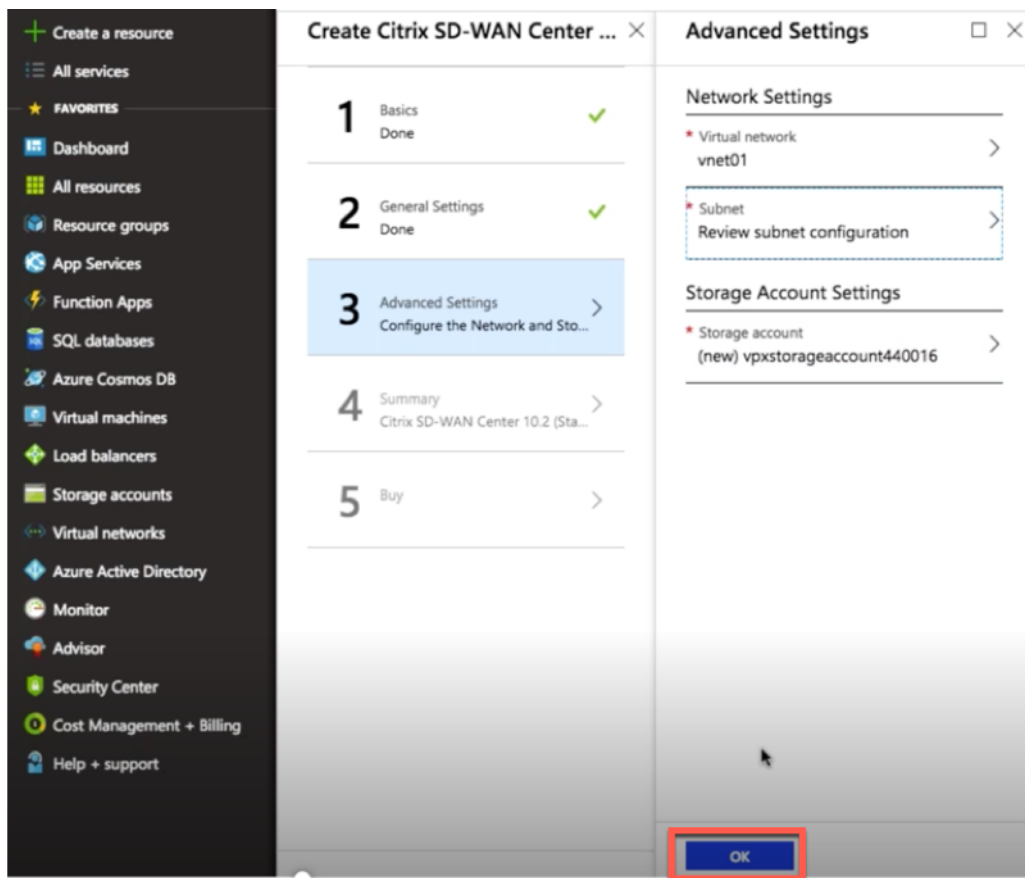 Create a resource
All services
FAVORITES
Dashboard
All resources
Resource groups
App Services
Function Apps
SQL databases
Azure Cosmos DB
Virtual machines
Load balancers
Storage accounts
Virtual networks
Azure Active Directory
Monitor
Advisor
Security Center
Cost Management + Billing
Help + support
Create Citrix SD-WAN Center ...
1
Basics
Done
2
General Settings
Done
3
Advanced Settings
Configure the Network and Sto...
4
Summary
Citrix SD-WAN Center 10.2 (Sta...
5
Buy
Advanced Settings
Network Settings
* Virtual network
vnet01
* Subnet
Review subnet configuration
Storage Account Settings
* Storage account
(new) vpxstorageaccount440016
OK